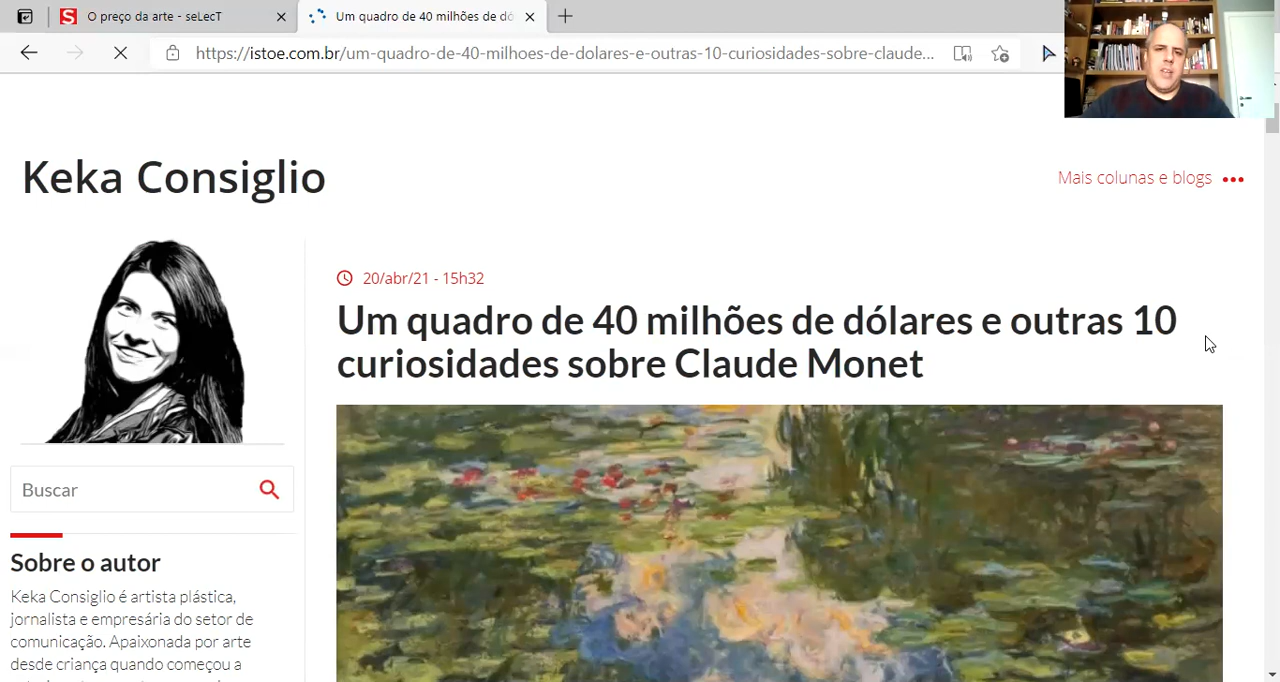 O preço da arte - seLecT
Um quadro de 40 milhões de dó
https://istoe.com.br/um-quadro-de-40-milhoes-de-dolares-e-outras-10-curiosidades-sobre-claude...
Keka Consiglio
Mais colunas e blogs
20/abr/21 - 15h32
Um quadro de 40 milhões de dólares e outras 10
curiosidades sobre Claude Monet
Buscar
Sobre o autor
Keka Consiglio é artista plástica,
jornalista e empresária do setor de
comunicação. Apaixonada por arte
desde criança quando começou a